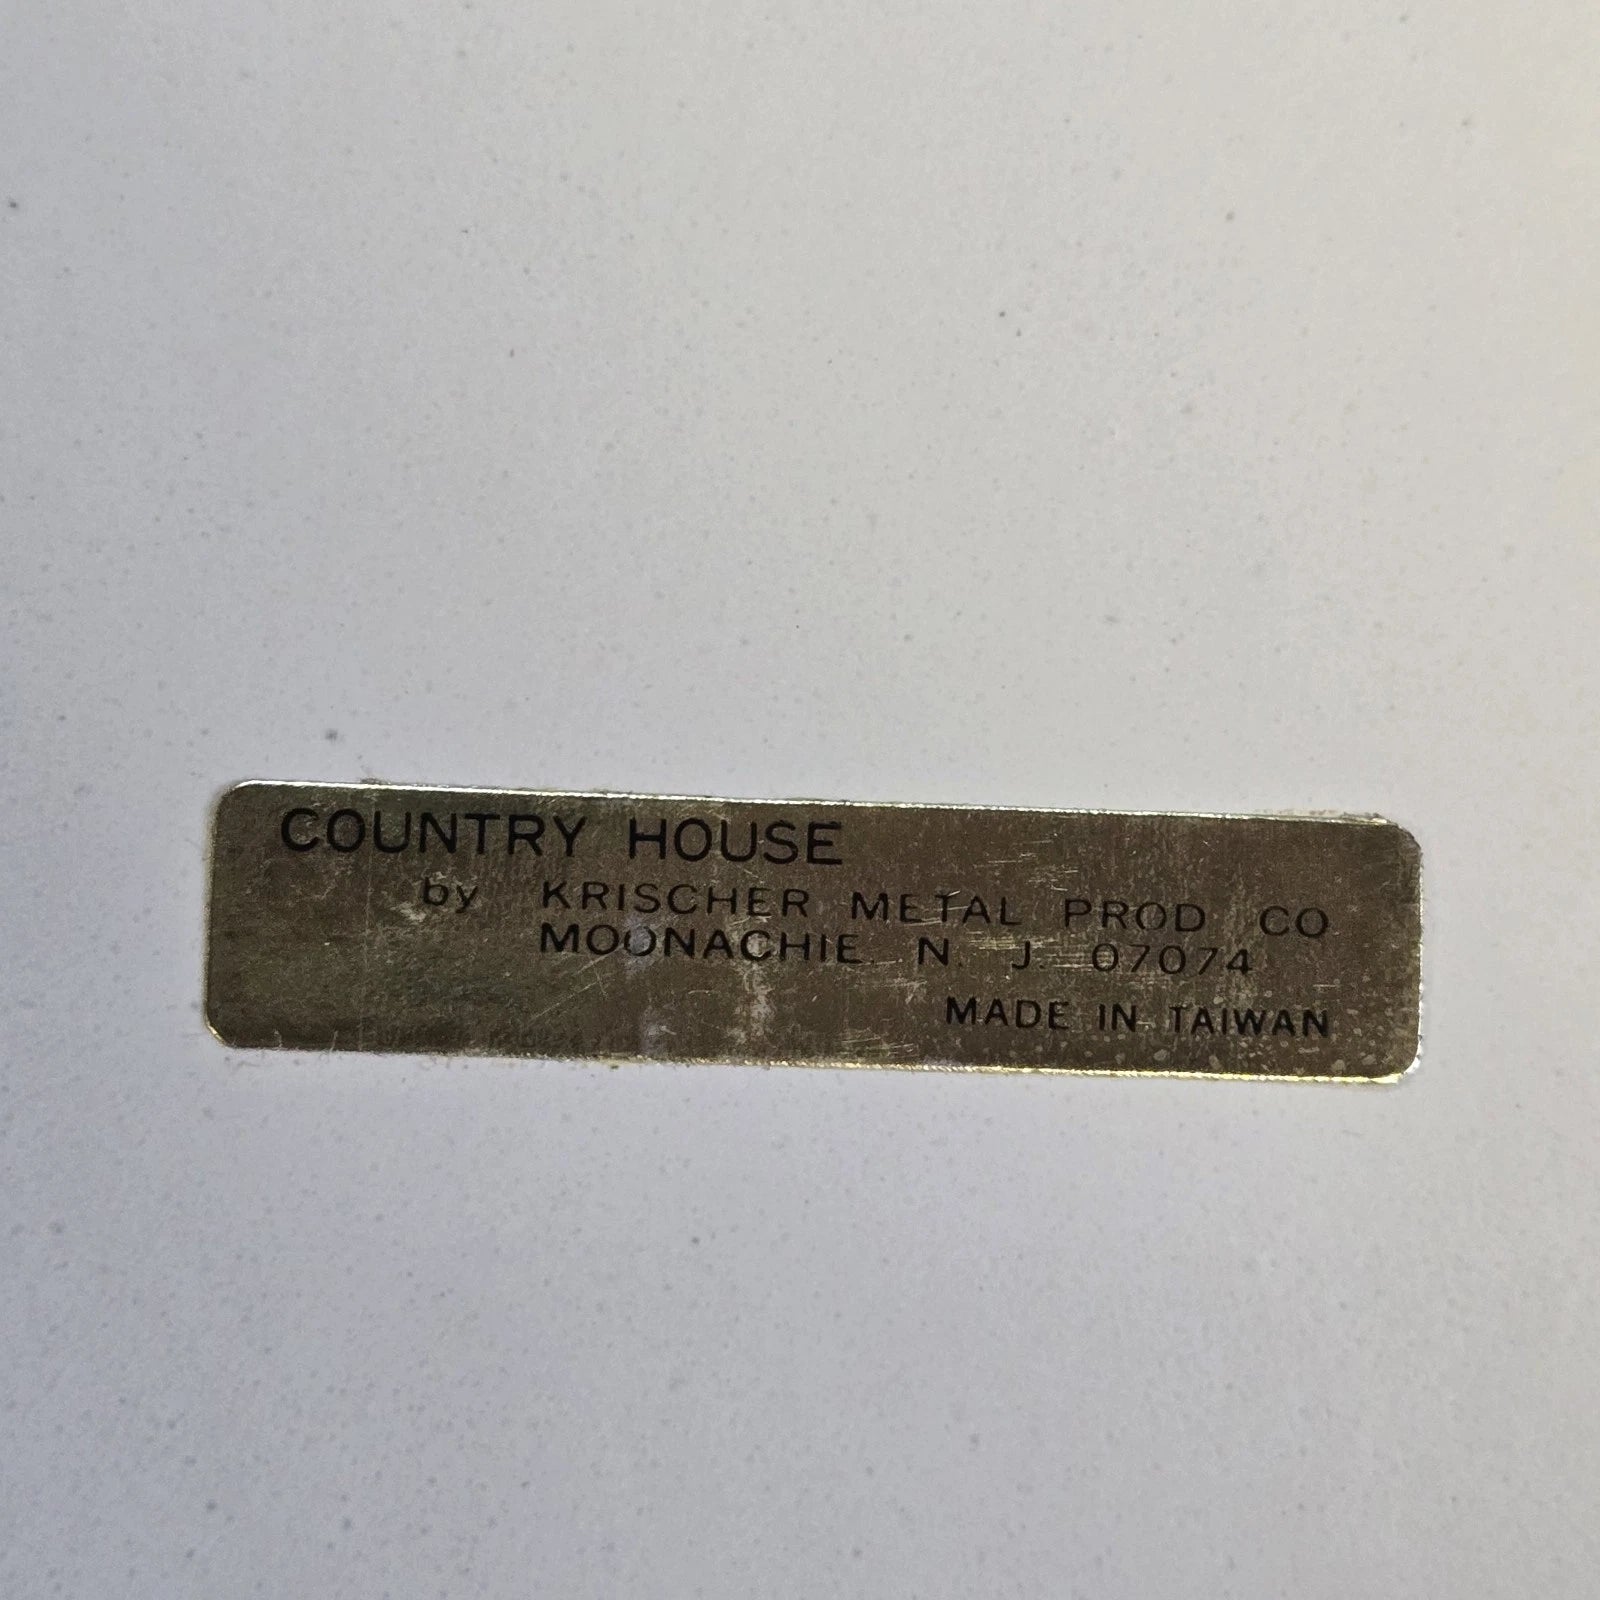 COUNTRY HOUSE
by KRISCHER METAL PROD CO
MOONACHIE. N. J. 07074
MADE IN TAIWAN